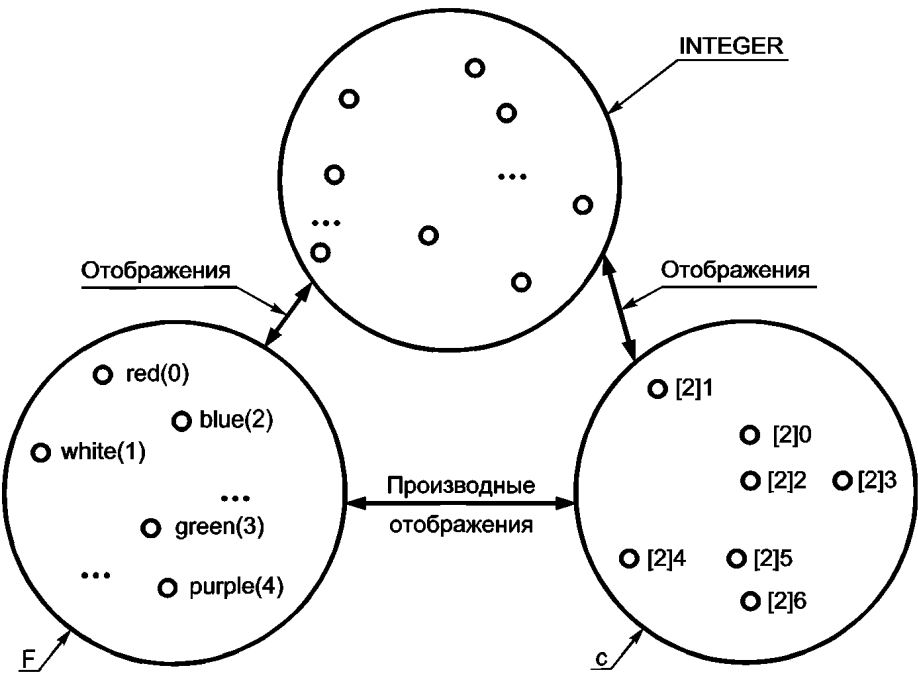 INTEGER
...
...
Отображения
Отображения
red(0)
blue(2)
white(1)
...
green(3)
...
purple(4)
F
Производные
отображения
[2]1
[2]0
[2]2
[2]3
[2]4
[2]5
[2]6
c